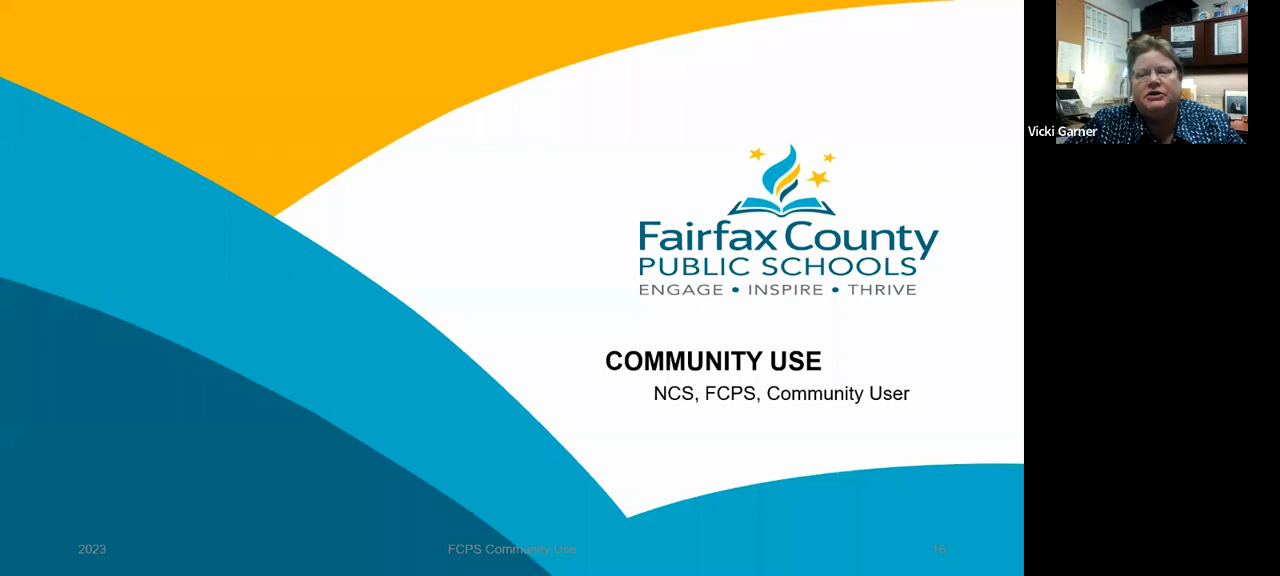 Fairfax County
PUBLIC SCHOOLS
ENGAGE • INSPIRE • THRIVE
COMMUNITY USE
NCS, FCPS, Community User
2023
FCPS Community Use
16
Vicki Garner